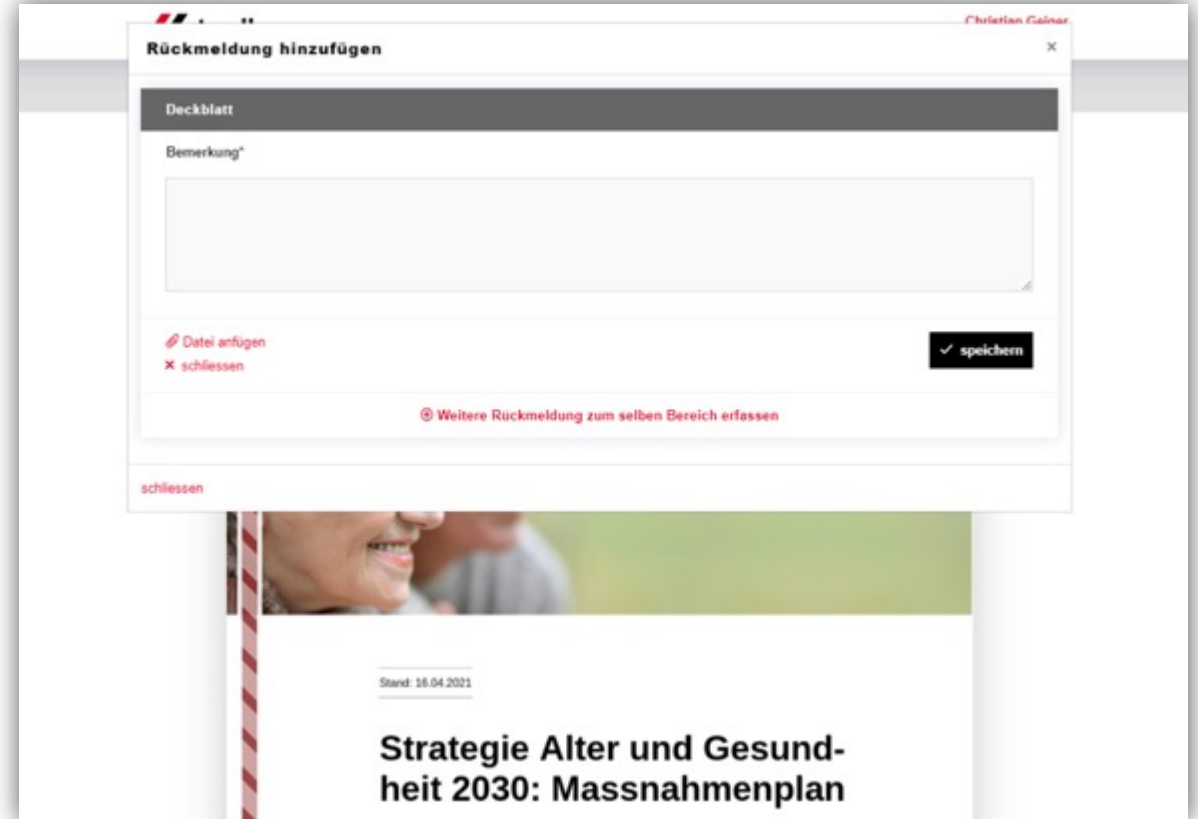 Christian Geiger
Rückmeldung hinzufügen
×
Deckblatt
Bemerkung*
Datei anfügen
× schliessen
✓ speichern
Weitere Rückmeldung zum selben Bereich erfassen
schliessen
Stand: 16.04.2021
Strategie Alter und Gesund-
heit 2030: Massnahmenplan